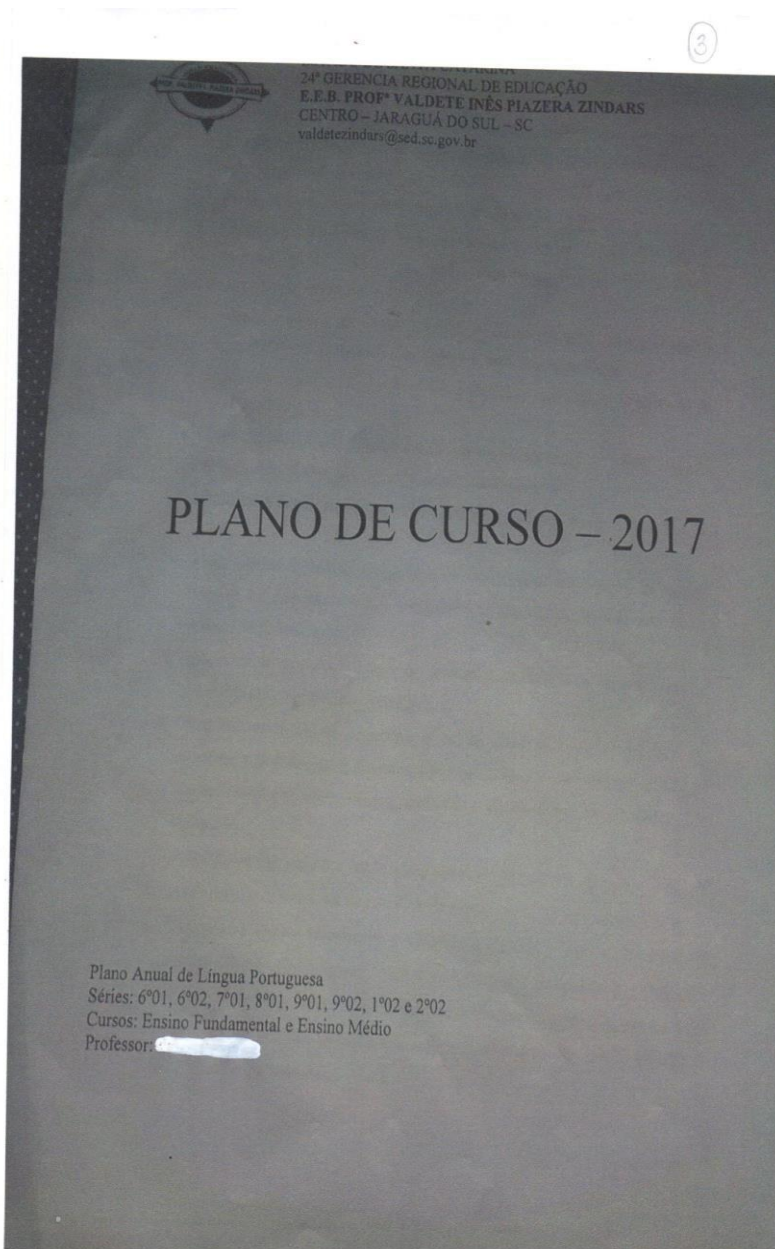 3
24ª GERENCIA REGIONAL DE EDUCAÇÃO
E.E.B. PROFª VALDETE INÊS PIAZERA ZINDARS
CENTRO – JARAGUÁ DO SUL – SC
valdetezindars@sed.sc.gov.br
PLANO DE CURSO – 2017
Plano Anual de Língua Portuguesa
Séries: 6º01, 6º02, 7º01, 8º01, 9º01, 9º02, 1º02 e 2º02
Cursos: Ensino Fundamental e Ensino Médio
Professor: